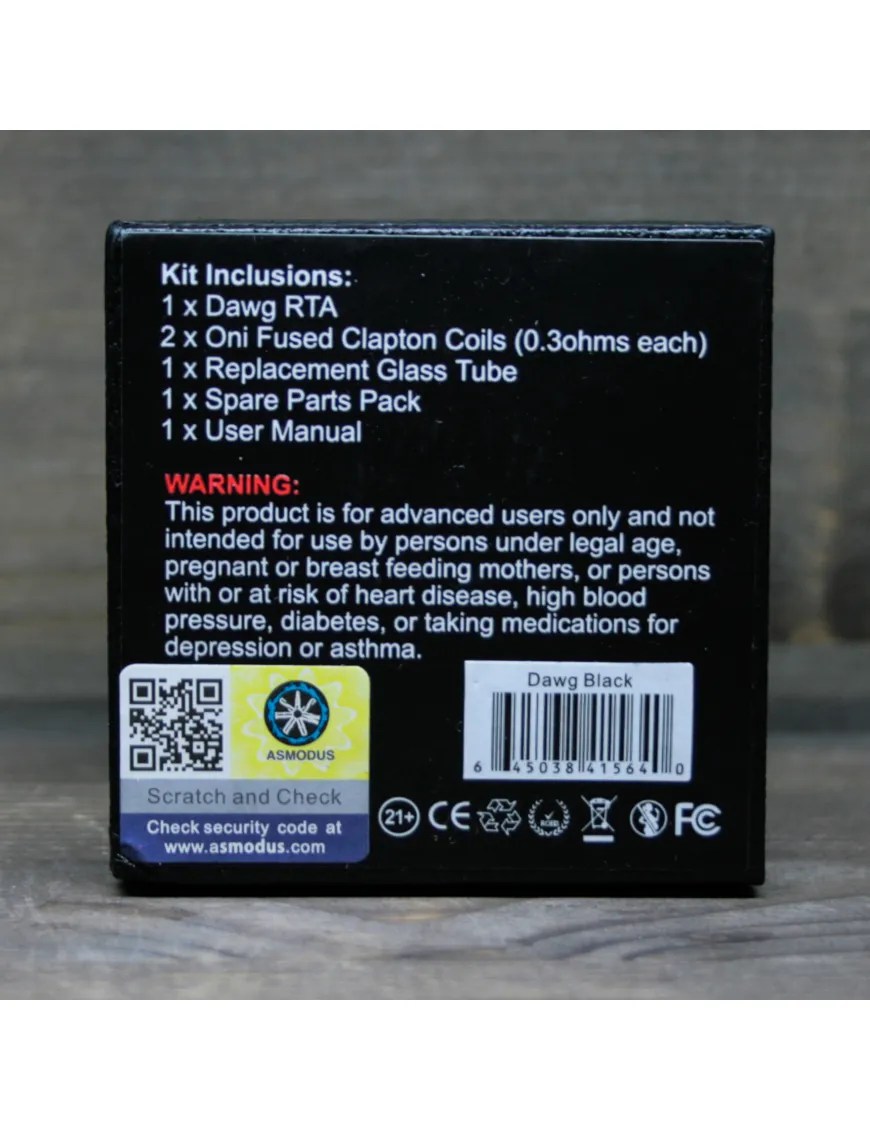 Kit Inclusions:
1 x Dawg RTA
2 x Oni Fused Clapton Coils (0.3ohms each)
1 x Replacement Glass Tube
1 x Spare Parts Pack
1 x User Manual
WARNING:
This product is for advanced users only and not
intended for use by persons under legal age,
pregnant or breast feeding mothers, or persons
with or at risk of heart disease, high blood
pressure, diabetes, or taking medications for
depression or asthma.
ASMODUS
Scratch and Check
Check security code at
www.asmodus.com
Dawg Black
6 45038 41564 0
21+ CE RoHS FC